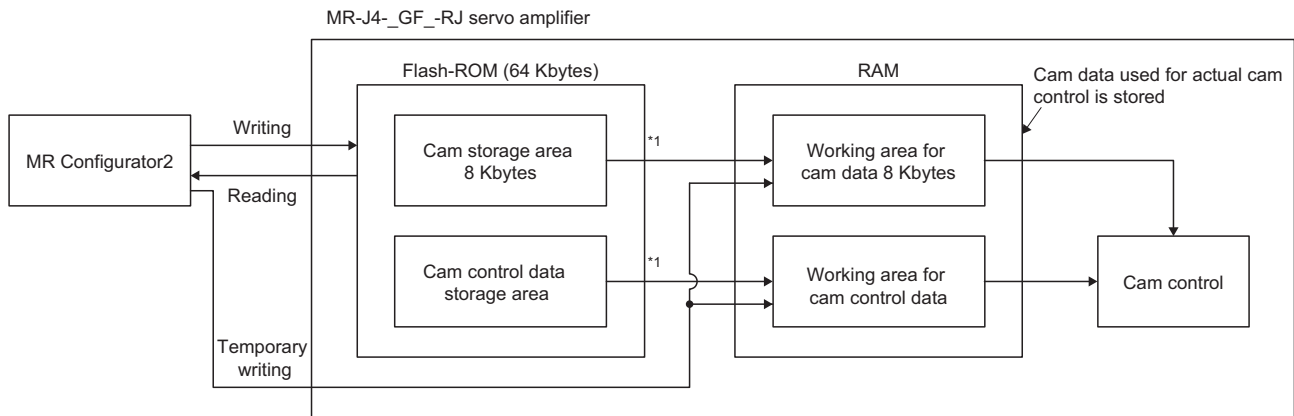 MR-J4-_GF_-RJ servo amplifier
Flash-ROM (64 Kbytes)
RAM
Cam data used for actual cam
control is stored
MR Configurator2
Writing
Reading
Cam storage area
8 Kbytes
*1
Working area for
cam data 8 Kbytes
Cam control data
storage area
*1
Working area for
cam control data
Cam control
Temporary
writing